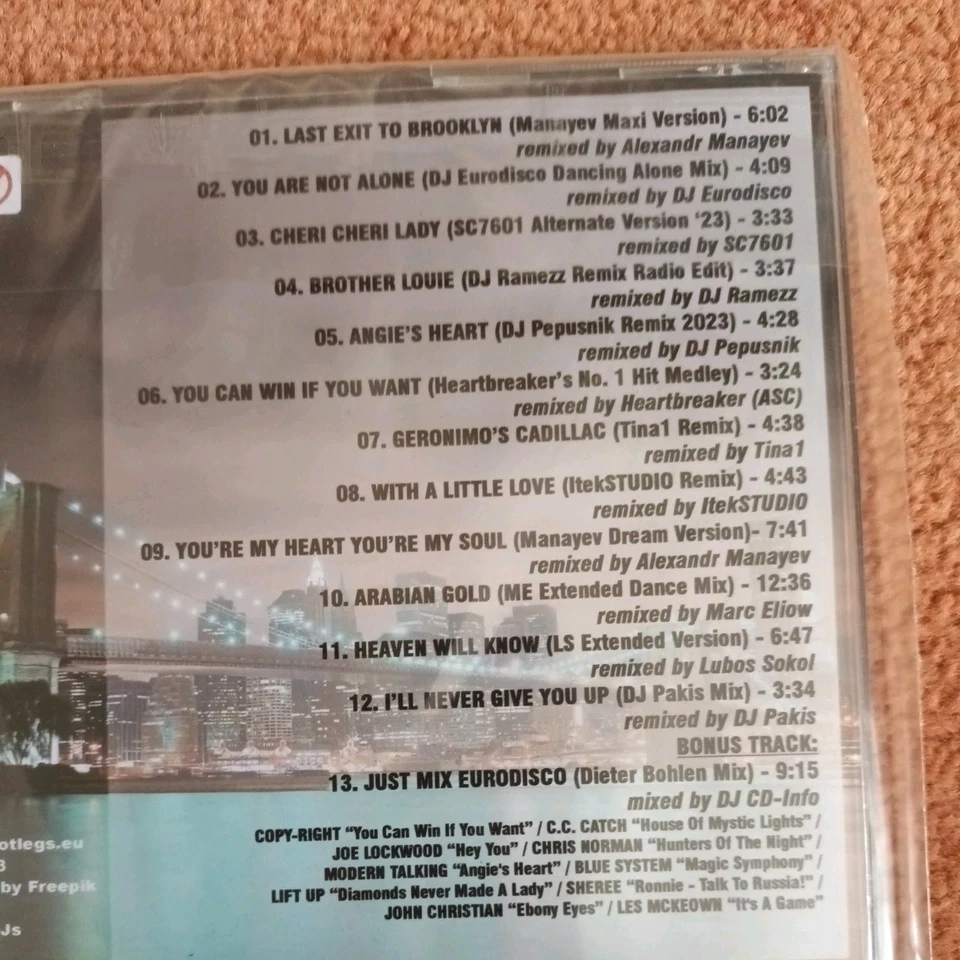 01. LAST EXIT TO BROOKLYN (Manayev Maxi Version) - 6:02
remixed by Alexandr Manayev
02. YOU ARE NOT ALONE (DJ Eurodisco Dancing Alone Mix) - 4:09
remixed by DJ Eurodisco
03. CHERI CHERI LADY (SC7601 Alternate Version ‘23) - 3:33
remixed by SC7601
04. BROTHER LOUIE (DJ Ramezz Remix Radio Edit) - 3:37
remixed by DJ Ramezz
05. ANGIE’S HEART (DJ Pepusnik Remix 2023) - 4:28
remixed by DJ Pepusnik
06. YOU CAN WIN IF YOU WANT (Heartbreaker’s No. 1 Hit Medley) - 3:24
remixed by Heartbreaker (ASC)
07. GERONIMO’S CADILLAC (Tina1 Remix) - 4:38
remixed by Tina1
08. WITH A LITTLE LOVE (ItekSTUDIO Remix) - 4:43
remixed by ItekSTUDIO
09. YOU’RE MY HEART YOU’RE MY SOUL (Manayev Dream Version)- 7:41
remixed by Alexandr Manayev
10. ARABIAN GOLD (ME Extended Dance Mix) - 12:36
remixed by Marc Eliow
11. HEAVEN WILL KNOW (LS Extended Version) - 6:47
remixed by Lubos Sokol
12. I’LL NEVER GIVE YOU UP (DJ Pakis Mix) - 3:34
remixed by DJ Pakis
BONUS TRACK:
13. JUST MIX EURODISCO (Dieter Bohlen Mix) - 9:15
mixed by DJ CD-Info
COPY-RIGHT “You Can Win If You Want” / C.C. CATCH “House Of Mystic Lights” /
JOE LOCKWOOD “Hey You” / CHRIS NORMAN “Hunters Of The Night” /
MODERN TALKING “Angie's Heart” / BLUE SYSTEM “Magic Symphony” /
LIFT UP “Diamonds Never Made A Lady” / SHEREE “Ronnie - Talk To Russia!” /
JOHN CHRISTIAN “Ebony Eyes” / LES MCKEOWN “It's A Game”
otlegs.eu
3
by Freepik
Js